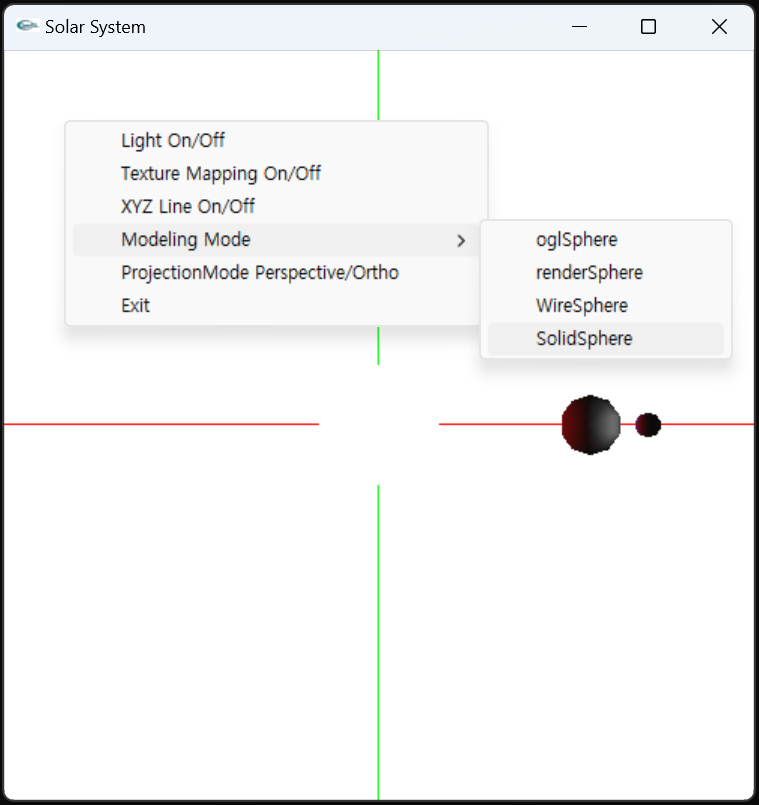 Solar System
Light On/Off
Texture Mapping On/Off
XYZ Line On/Off
Modeling Mode
ProjectionMode Perspective/Ortho
Exit
oglSphere
renderSphere
WireSphere
SolidSphere